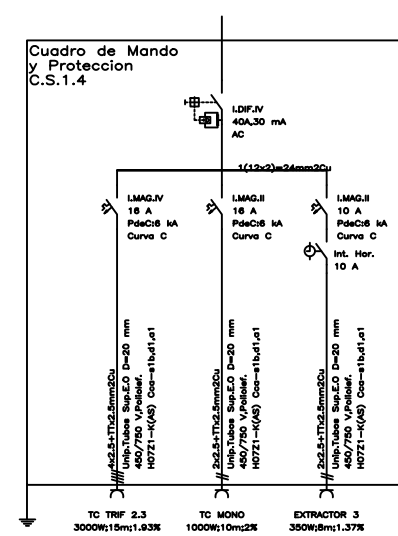 Cuadro de Mando
y Proteccion
C.S.1.4
I.DIF.IV
40A,30 mA
AC
1(12x2)=24mm2Cu
I.MAG.IV
16 A
PdeC:6 kA
Curva C
I.MAG.II
16 A
PdeC:6 kA
Curva C
I.MAG.II
10 A
PdeC:6 kA
Curva C
Int. Hor.
10 A
4x2.5+TTx2.5mm2Cu
Unip.Tubos Sup.E.O D=20 mm
450/750 V,Poliolef.
H07Z1-K(AS) Cca-s1b,d1,a1
2x2.5+TTx2.5mm2Cu
Unip.Tubos Sup.E.O D=20 mm
450/750 V,Poliolef.
H07Z1-K(AS) Cca-s1b,d1,a1
2x2.5+TTx2.5mm2Cu
Unip.Tubos Sup.E.O D=20 mm
450/750 V,Poliolef.
H07Z1-K(AS) Cca-s1b,d1,a1
TC TRIF 2.3
3000W;15m;1.93%
TC MONO
1000W;10m;2%
EXTRACTOR 3
350W;8m;1.37%